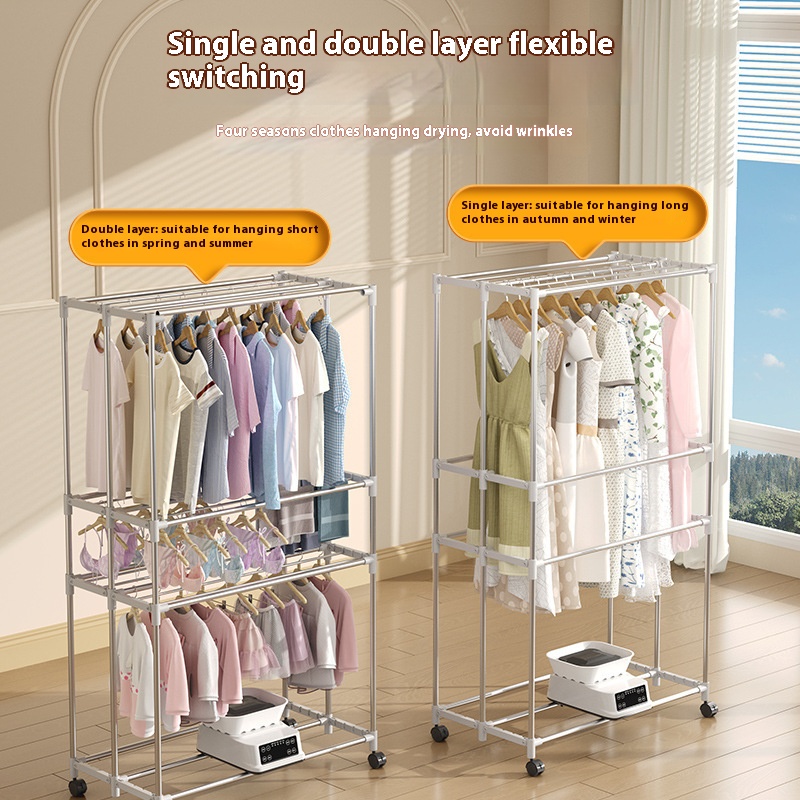 Single and double layer flexible
switching
Four seasons clothes hanging drying, avoid wrinkles
Double layer: suitable for hanging short
clothes in spring and summer
Single layer: suitable for hanging long
clothes in autumn and winter